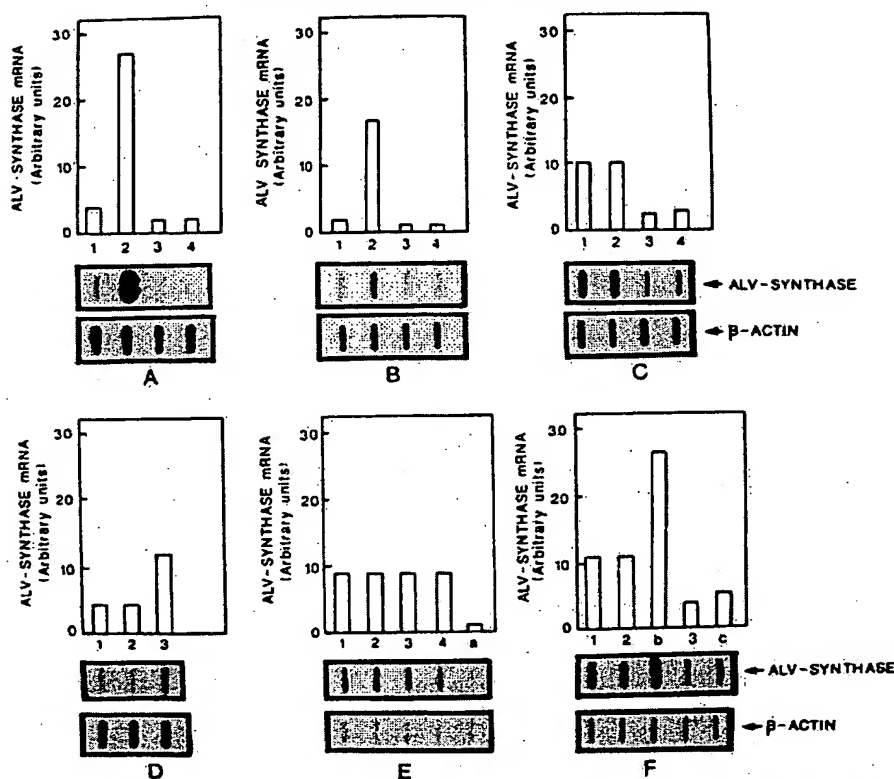 ALV-SYNTHASE mRNA
(Arbitrary units)
30
20
10
0
1 2 3 4
A
ALV SYNTHASE mRNA
(Arbitrary units)
30
20
10
0
1 2 3 4
B
ALV-SYNTHASE mRNA
(Arbitrary units)
30
20
10
0
1 2 3 4
ALV-SYNTHASE
β-ACTIN
C
ALV-SYNTHASE mRNA
(Arbitrary units)
30
20
10
0
1 2 3
D
ALV-SYNTHASE mRNA
(Arbitrary units)
30
20
10
0
1 2 3 4 a
E
ALV-SYNTHASE mRNA
(Arbitrary units)
30
20
10
0
1 2 b 3 c
ALV-SYNTHASE
β-ACTIN
F